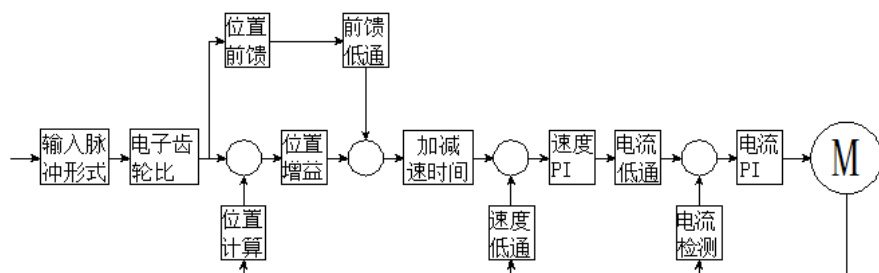 位置
前馈
前馈
低通
输入脉
冲形式
电子齿
轮比
位置
增益
加减
速时间
速度
PI
电流
低通
电流
PI
M
位置
计算
速度
低通
电流
检测